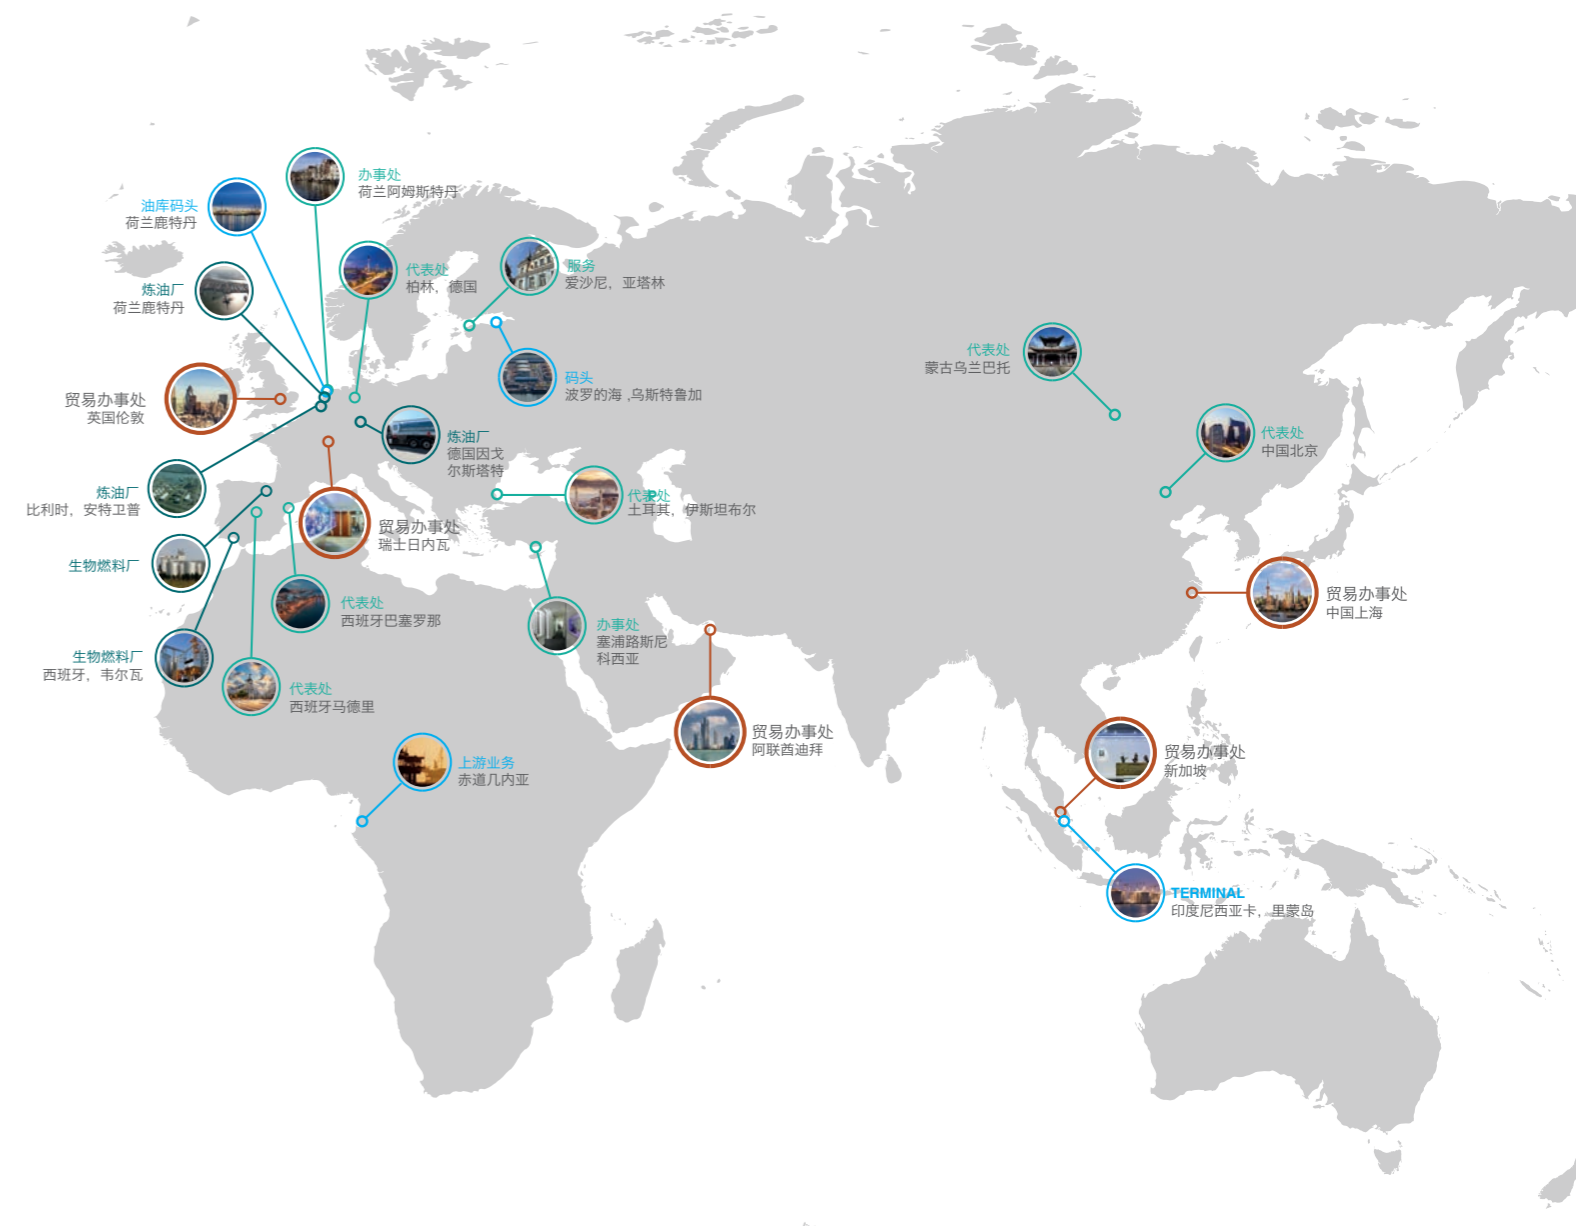 办事处
荷兰阿姆斯特丹
油库码头
荷兰鹿特丹
代表处
柏林，德国
服务
爱沙尼，亚塔林
炼油厂
荷兰鹿特丹
代表处
蒙古乌兰巴托
码头
波罗的海 ,乌斯特鲁加
贸易办事处
英国伦敦
炼油厂
德国因戈
尔斯塔特
代表处
中国北京
炼油厂
比利时，安特卫普
代表处
土耳其，伊斯坦布尔
贸易办事处
瑞士日内瓦
生物燃料厂
代表处
西班牙巴塞罗那
贸易办事处
中国上海
办事处
塞浦路斯尼
科西亚
生物燃料厂
西班牙，韦尔瓦
代表处
西班牙马德里
贸易办事处
阿联酋迪拜
上游业务
赤道几内亚
贸易办事处
新加坡
TERMINAL
印度尼西亚卡，里蒙岛